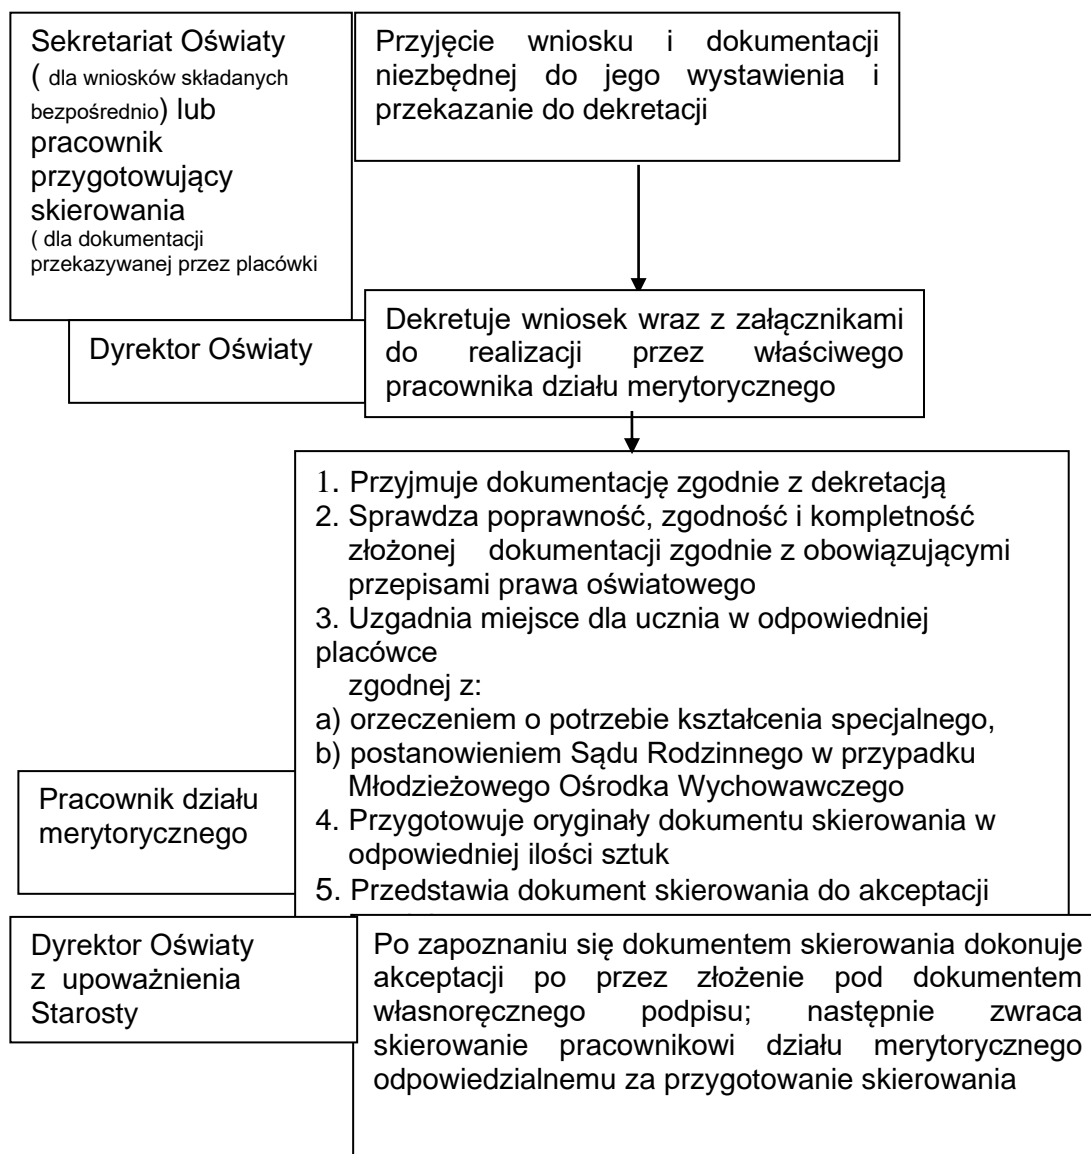 Sekretariat Oświaty
( dla wniosków składanych
bezpośrednio) lub
pracownik
przygotowujący
skierowania
( dla dokumentacji
przekazywanej przez placówki
Przyjęcie wniosku i dokumentacji
niezbędnej do jego wystawienia i
przekazanie do dekretacji
Dyrektor Oświaty
Dekretuje wniosek wraz z załącznikami
do realizacji przez właściwego
pracownika działu merytorycznego
Pracownik działu
merytorycznego
1. Przyjmuje dokumentację zgodnie z dekretacją
2. Sprawdza poprawność, zgodność i kompletność
złożonej dokumentacji zgodnie z obowiązującymi
przepisami prawa oświatowego
3. Uzgadnia miejsce dla ucznia w odpowiedniej
placówce
zgodnej z:
a) orzeczeniem o potrzebie kształcenia specjalnego,
b) postanowieniem Sądu Rodzinnego w przypadku
Młodzieżowego Ośrodka Wychowawczego
4. Przygotowuje oryginały dokumentu skierowania w
odpowiedniej ilości sztuk
5. Przedstawia dokument skierowania do akceptacji
Dyrektor Oświaty
z upoważnienia
Starosty
Po zapoznaniu się dokumentem skierowania dokonuje
akceptacji po przez złożenie pod dokumentem
własnoręcznego podpisu; następnie zwraca
skierowanie pracownikowi działu merytorycznego
odpowiedzialnemu za przygotowanie skierowania